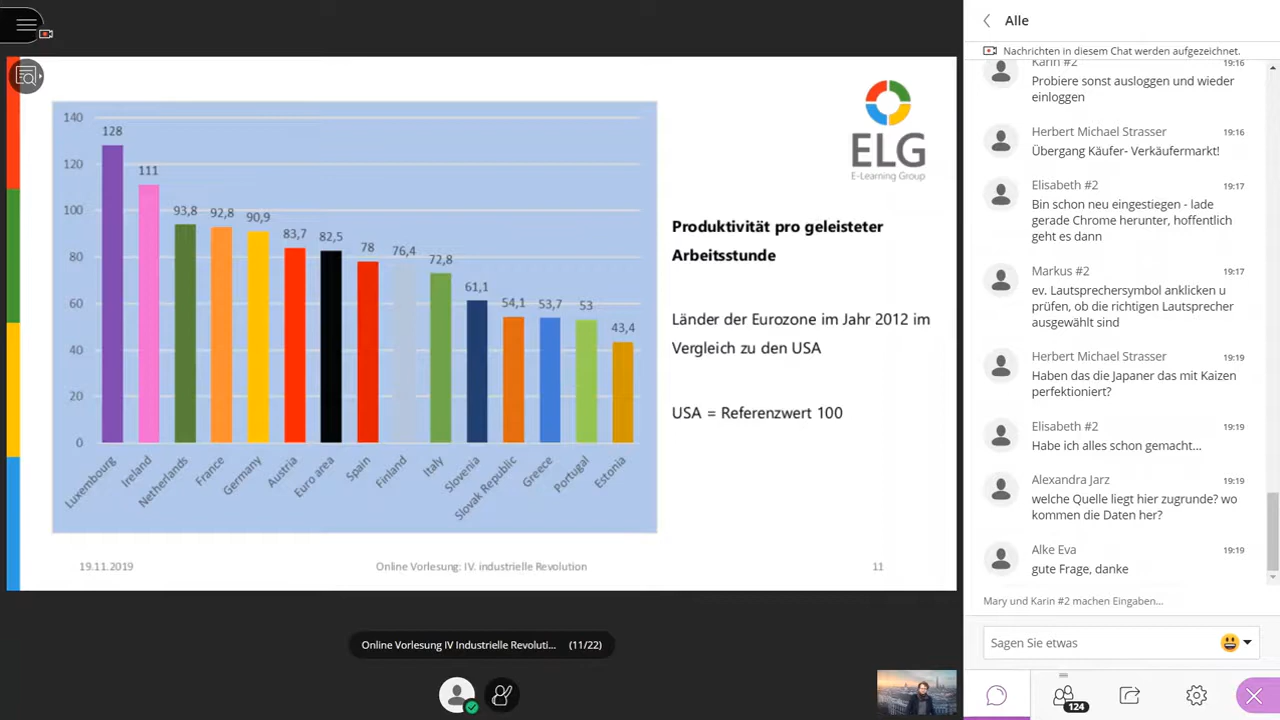 140
120
100
80
60
40
20
0
128
111
93,8
92,8
90,9
83,7
82,5
78
76,4
72,8
61,1
54,1
53,7
53
43,4
Luxembourg
Ireland
Netherlands
France
Germany
Austria
Euro area
Spain
Finland
Italy
Slovenia
Slovak Republic
Greece
Portugal
Estonia
ELG
E-Learning Group
Produktivität pro geleisteter
Arbeitsstunde
Länder der Eurozone im Jahr 2012 im
Vergleich zu den USA
USA = Referenzwert 100
19.11.2019
Online Vorlesung: IV. industrielle Revolution
11
Online Vorlesung IV Industrielle Revoluti... (11/22)
Alle
Nachrichten in diesem Chat werden aufgezeichnet.
Karin #2 19:16
Probiere sonst ausloggen und wieder
einloggen
Herbert Michael Strasser 19:16
Übergang Käufer- Verkäufermarkt!
Elisabeth #2 19:17
Bin schon neu eingestiegen - lade
gerade Chrome herunter, hoffentlich
geht es dann
Markus #2 19:17
ev. Lautsprechersymbol anklicken u
prüfen, ob die richtigen Lautsprecher
ausgewählt sind
Herbert Michael Strasser 19:19
Haben das die Japaner das mit Kaizen
perfektioniert?
Elisabeth #2 19:19
Habe ich alles schon gemacht...
Alexandra Jarz 19:19
welche Quelle liegt hier zugrunde? wo
kommen die Daten her?
Alke Eva 19:19
gute Frage, danke
Mary und Karin #2 machen Eingaben...
Sagen Sie etwas
124